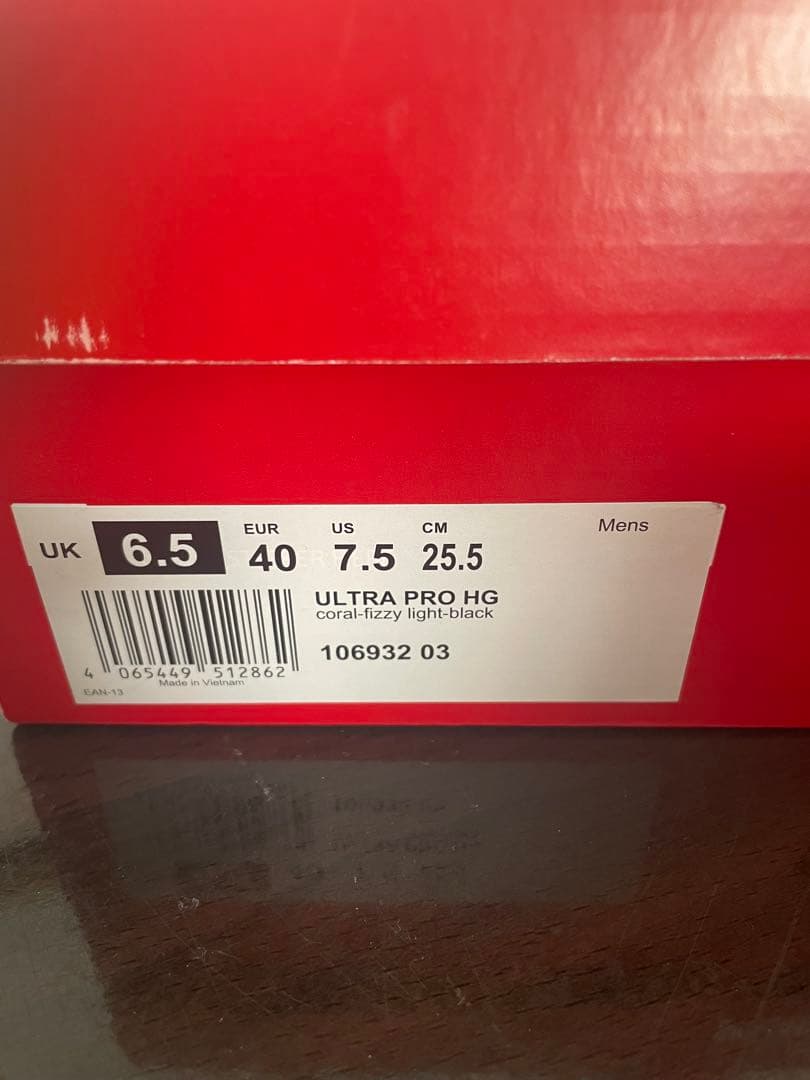 UK 6.5 EUR 40 US 7.5 CM 25.5 Mens
ULTRA PRO HG
coral-fizzy light-black
106932 03
4 065449 512862
Made in Vietnam
EAN-13